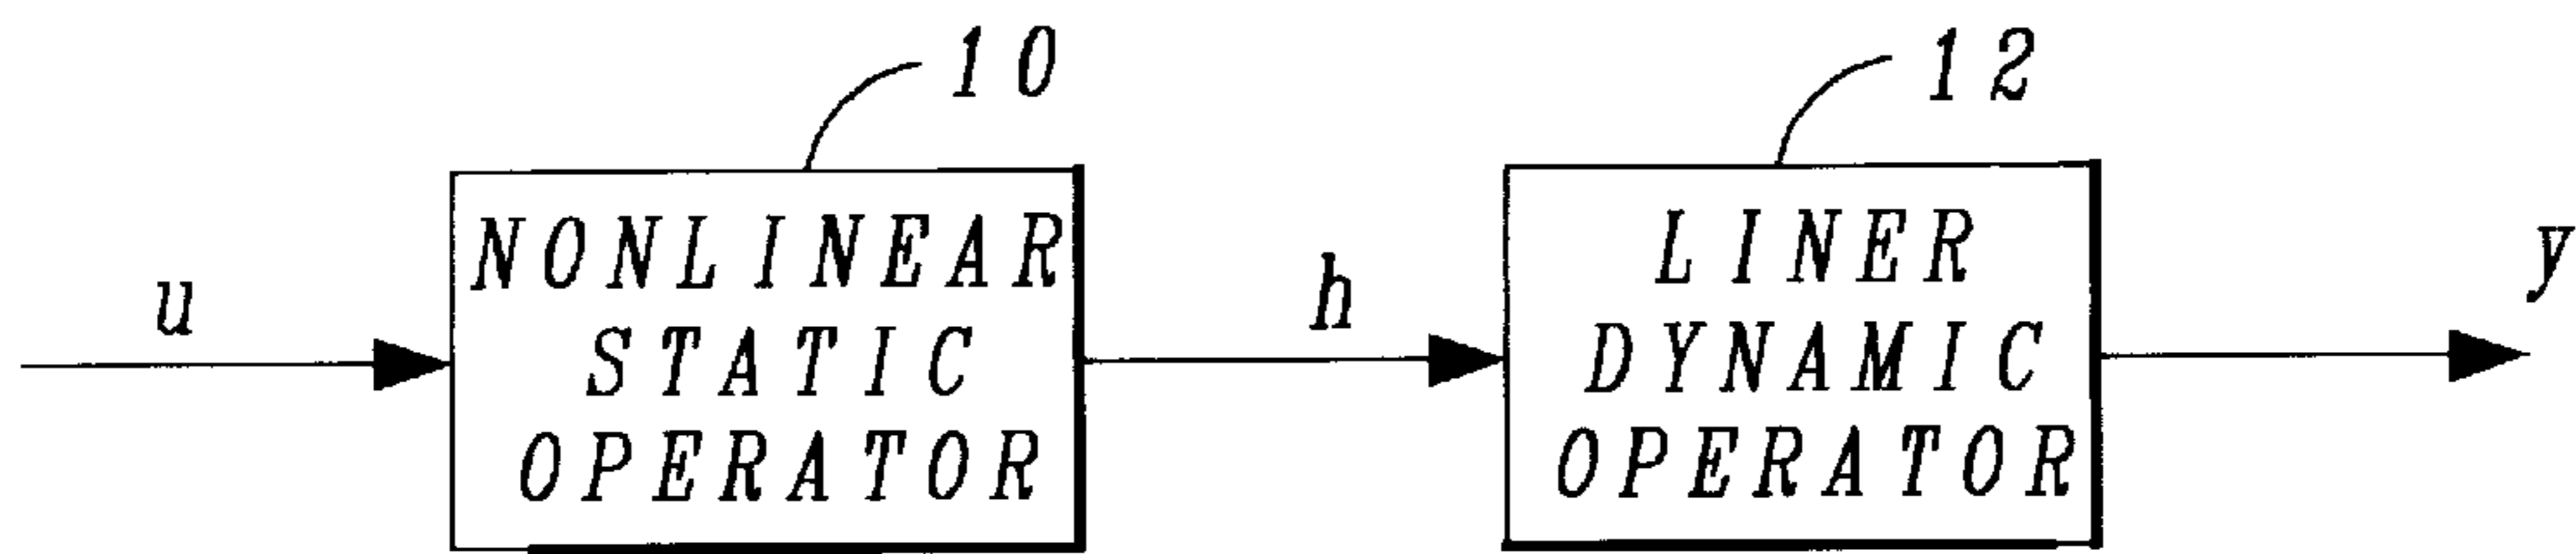 10
12
u
NONLINEAR
STATIC
OPERATOR
h
LINER
DYNAMIC
OPERATOR
y